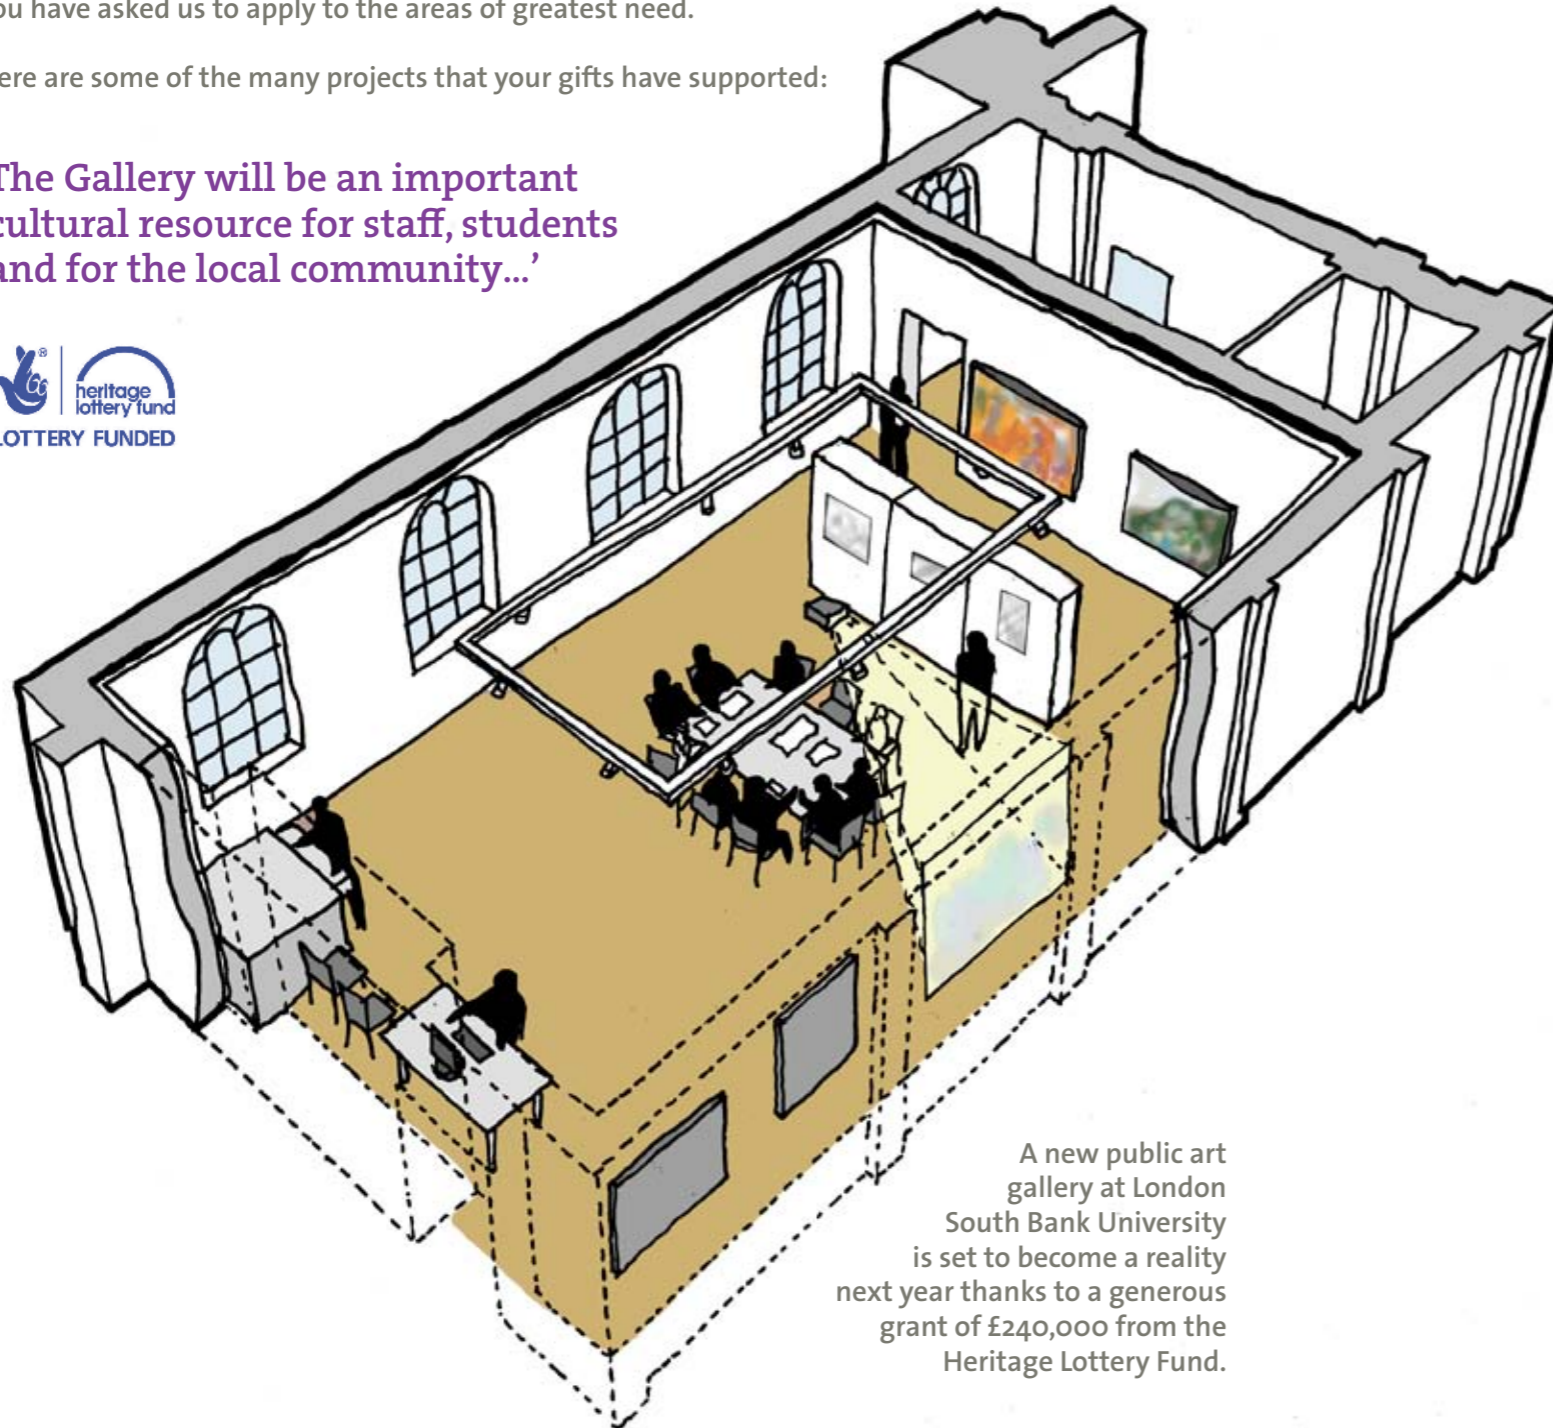 ou have asked us to apply to the areas of greatest need.
ere are some of the many projects that your gifts have supported:
The Gallery will be an important
cultural resource for staff, students
and for the local community...’
heritage
lottery fund
LOTTERY FUNDED
A new public art
gallery at London
South Bank University
is set to become a reality
next year thanks to a generous
grant of £240,000 from the
Heritage Lottery Fund.